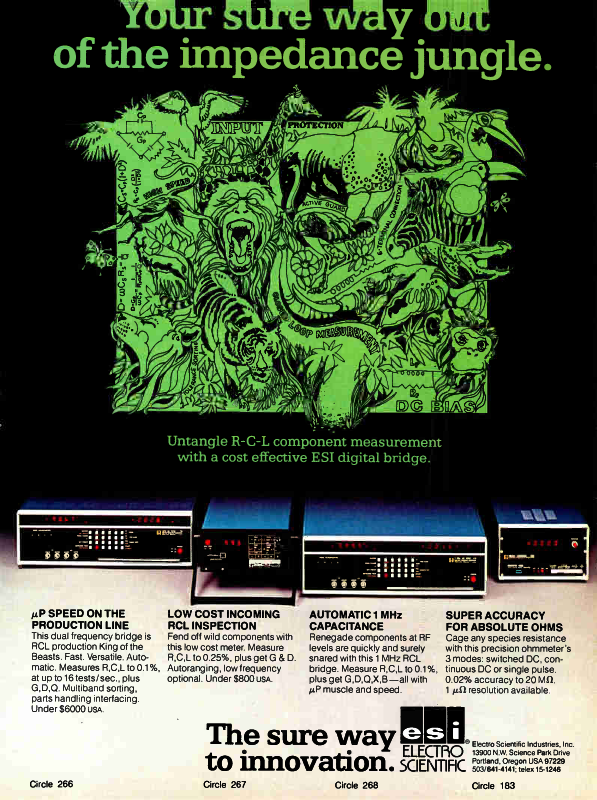 Your sure way out
of the impedance jungle.
INPUT
PROTECTION
HIGH SPEED
ACTIVE GUARD
LOOP MEASUREMENT
DC BIAS
Untangle R-C-L component measurement
with a cost effective ESI digital bridge.
µP SPEED ON THE
PRODUCTION LINE
This dual frequency bridge is
RCL production King of the
Beasts. Fast. Versatile. Auto-
matic. Measures R,C,L to 0.1%,
at up to 16 tests/sec., plus
G,D,Q. Multiband sorting,
parts handling interfacing.
Under $6000 USA.
LOW COST INCOMING
RCL INSPECTION
Fend off wild components with
this low cost meter. Measure
R,C,L to 0.25%, plus get G & D.
Autoranging, low frequency
optional. Under $800 USA.
AUTOMATIC 1 MHz
CAPACITANCE
Renegade components at RF
levels are quickly and surely
snared with this 1 MHz RCL
bridge. Measure R,C,L to 0.1%,
plus get G,D,Q,X,B—all with
µP muscle and speed.
SUPER ACCURACY
FOR ABSOLUTE OHMS
Cage any species resistance
with this precision ohmmeter's
3 modes: switched DC, con-
tinuous DC or single pulse.
0.02% accuracy to 20 MΩ.
1 µΩ resolution available.
The sure way
to innovation.
esi®
ELECTRO
SCIENTIFIC
Electro Scientific Industries, Inc.
13900 N.W. Science Park Drive
Portland, Oregon USA 97229
503/641-4141; telex 15-1246
Circle 266
Circle 267
Circle 268
Circle 183